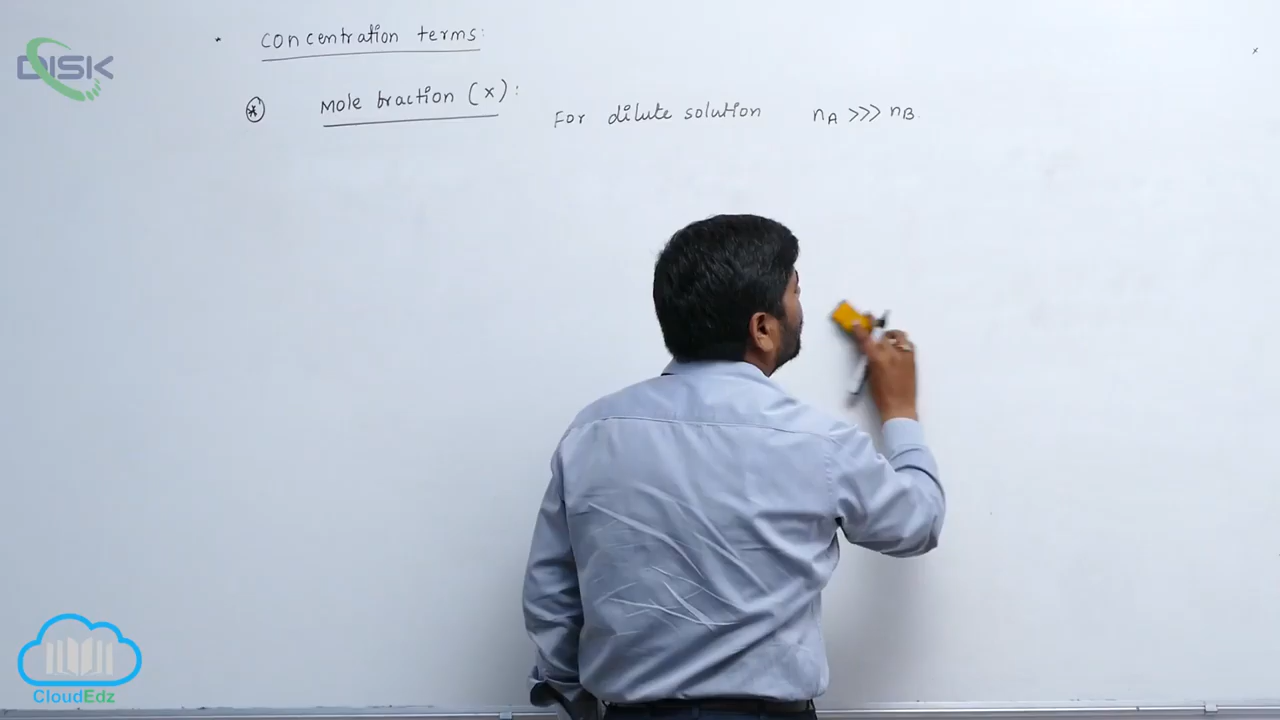 DISK
• Concentration terms:
* Mole fraction (x): For dilute solution nA >>> nB.
x
CloudEdz